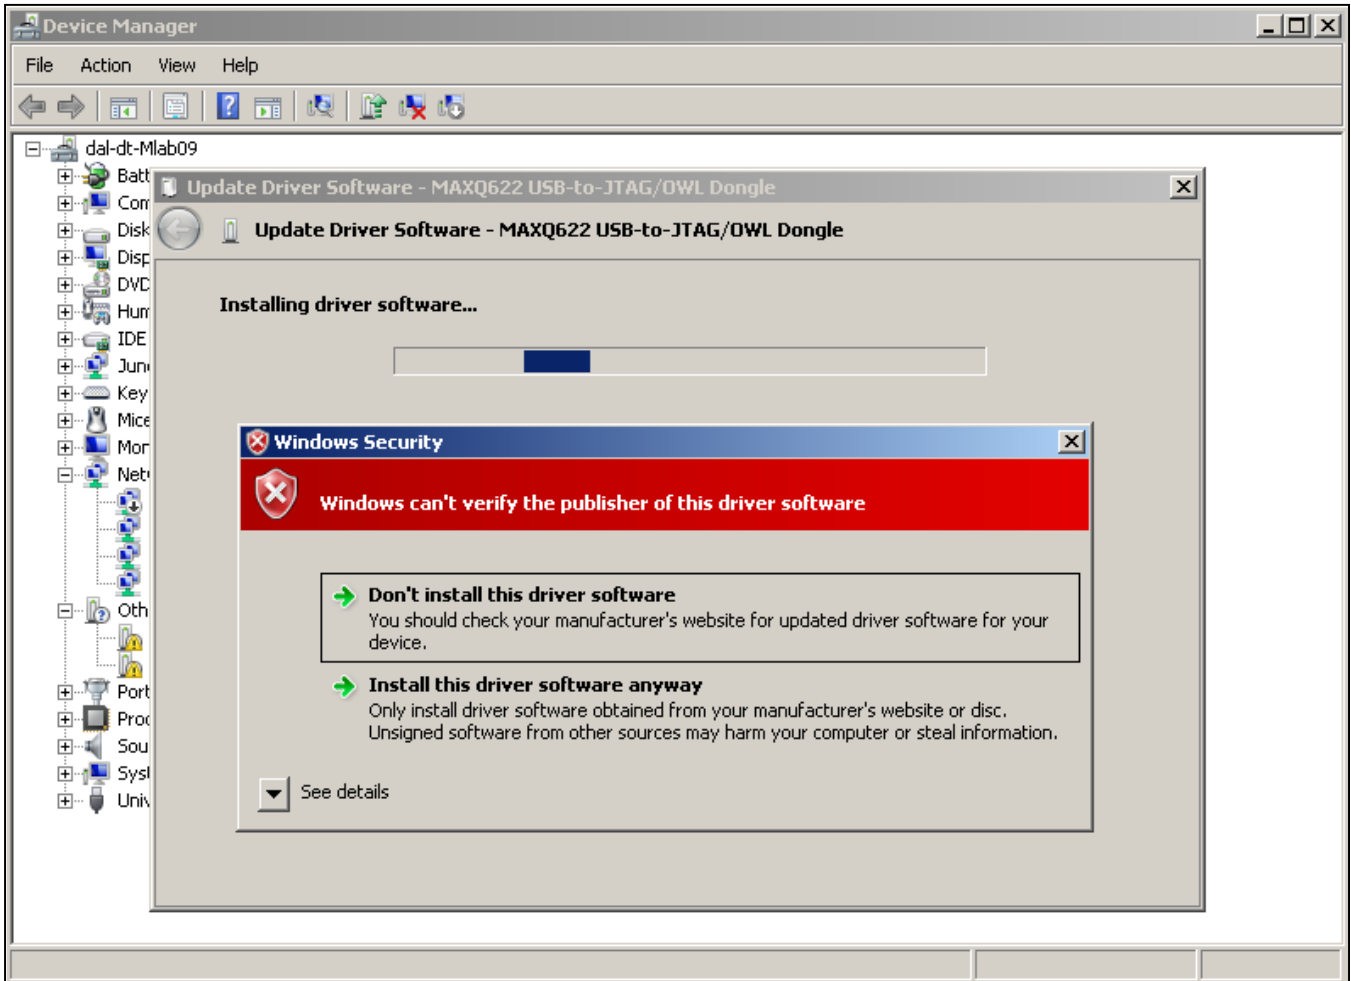 Device Manager
File Action View Help
dal-dt-Mlab09
Batt
Com
Disk
Disp
DVD
Hum
IDE
Key
Mice
Mon
Netw
Oth
Port
Proc
Sou
Syst
Univ
Update Driver Software - MAXQ622 USB-to-JTAG/OWL Dongle
Update Driver Software - MAXQ622 USB-to-JTAG/OWL Dongle
Installing driver software...
Windows Security
Windows can't verify the publisher of this driver software
Don't install this driver software
You should check your manufacturer's website for updated driver software for your
device.
Install this driver software anyway
Only install driver software obtained from your manufacturer's website or disc.
Unsigned software from other sources may harm your computer or steal information.
See details